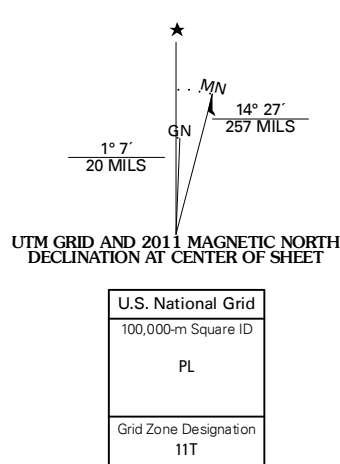 MN
14° 27´
257 MILS
GN
1° 7´
20 MILS
UTM GRID AND 2011 MAGNETIC NORTH
DECLINATION AT CENTER OF SHEET
U.S. National Grid
100,000-m Square ID
PL
Grid Zone Designation
11T